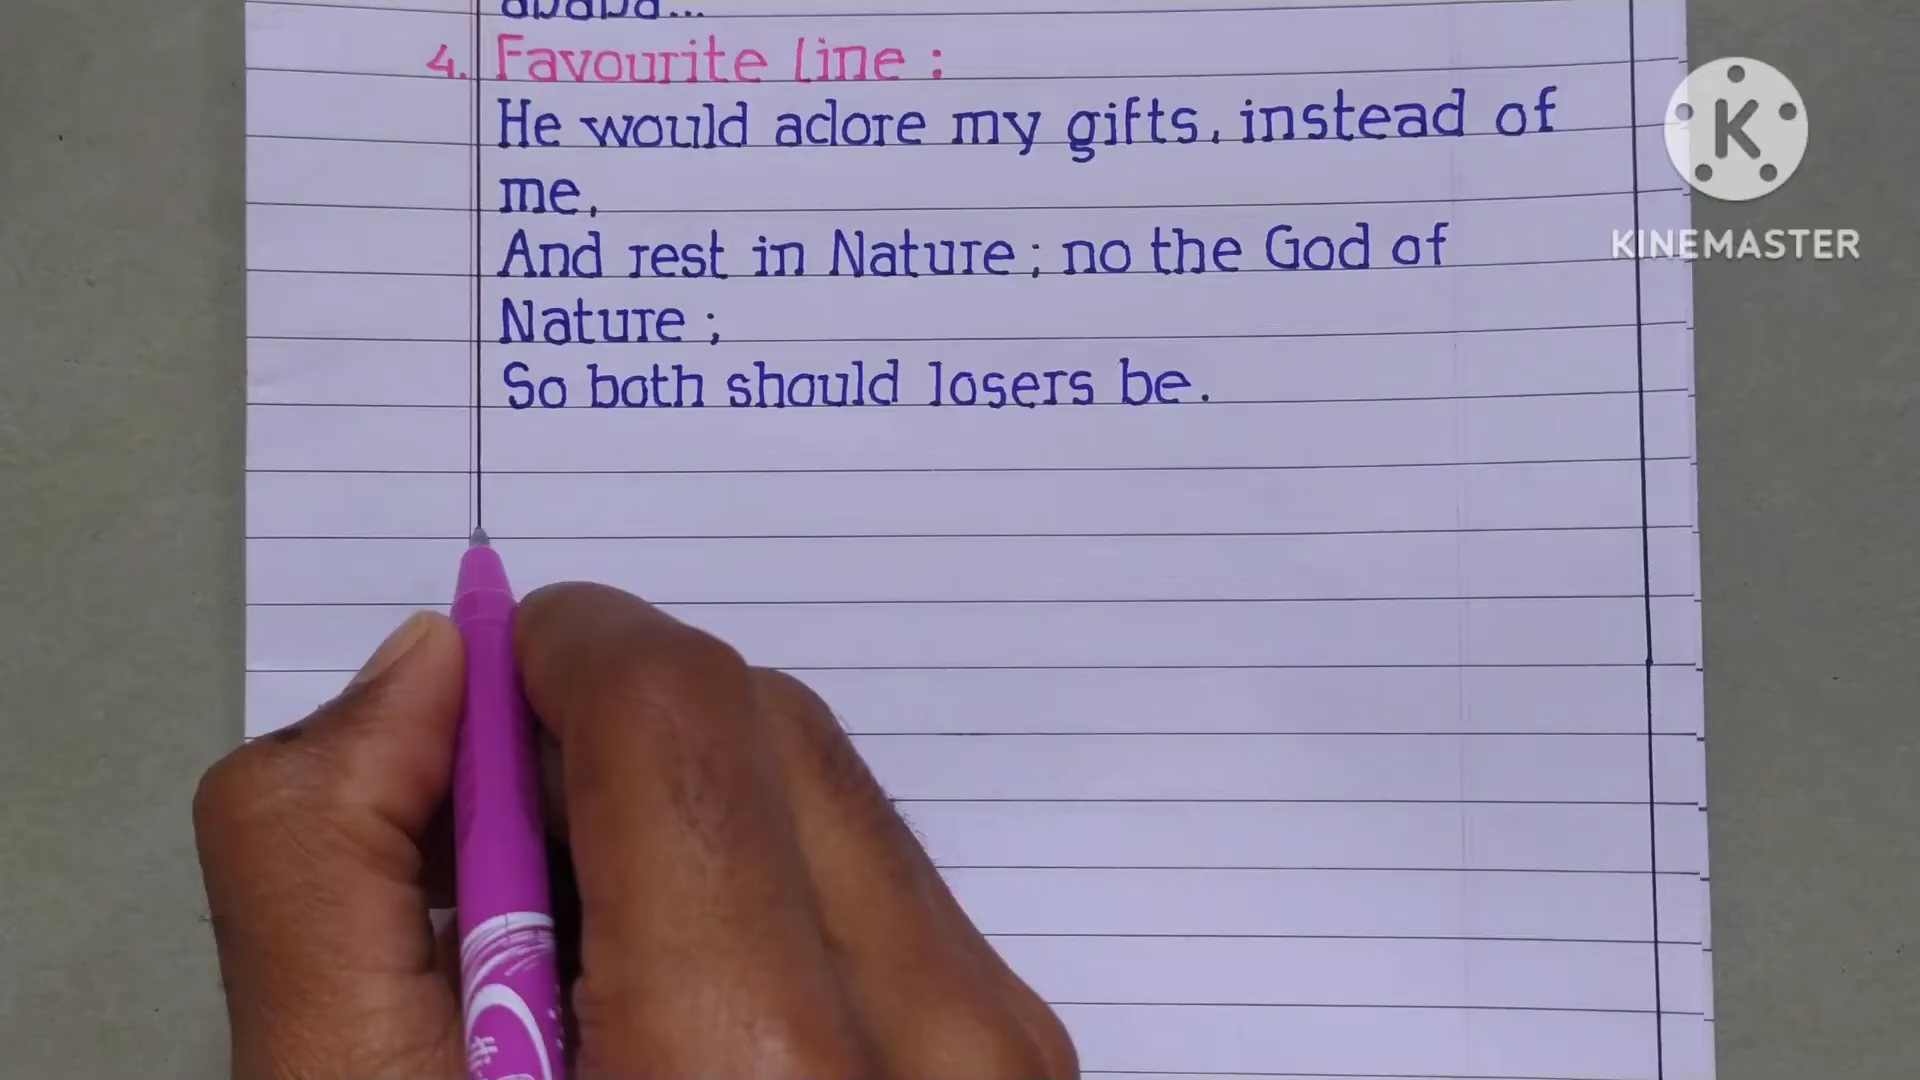 ababa...
4. Favourite line :
He would adore my gifts, instead of
me,
And rest in Nature ; no the God of
Nature ;
So both should losers be.
K
KINEMASTER